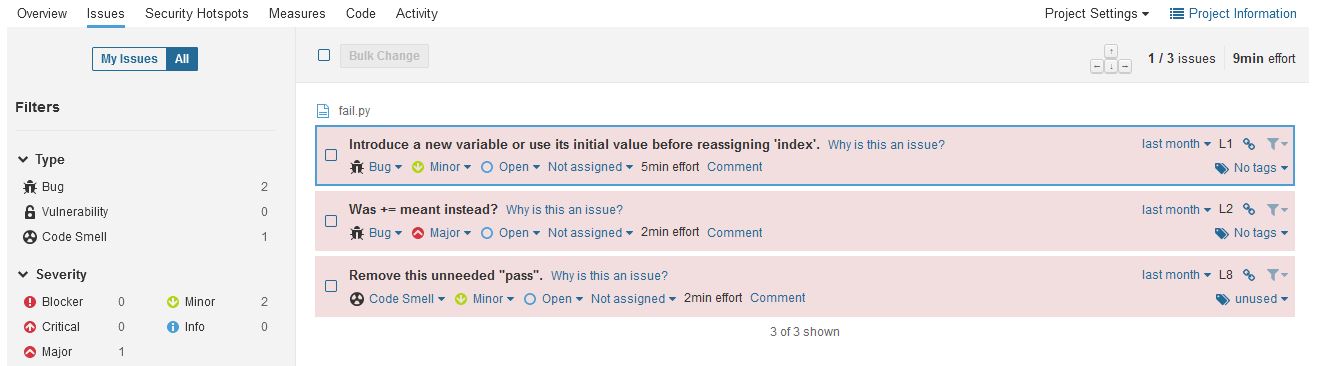 Overview Issues Security Hotspots Measures Code Activity Project Settings Project Information
My Issues All
Bulk Change
↑
← ↓ →
1 / 3 issues 9min effort
Filters
Type
Bug 2
Vulnerability 0
Code Smell 1
Severity
Blocker 0 Minor 2
Critical 0 Info 0
Major 1
fail.py
Introduce a new variable or use its initial value before reassigning 'index'. Why is this an issue? last month L1
Bug Minor Open Not assigned 5min effort Comment No tags
Was += meant instead? Why is this an issue? last month L2
Bug Major Open Not assigned 2min effort Comment No tags
Remove this unneeded "pass". Why is this an issue? last month L8
Code Smell Minor Open Not assigned 2min effort Comment unused
3 of 3 shown